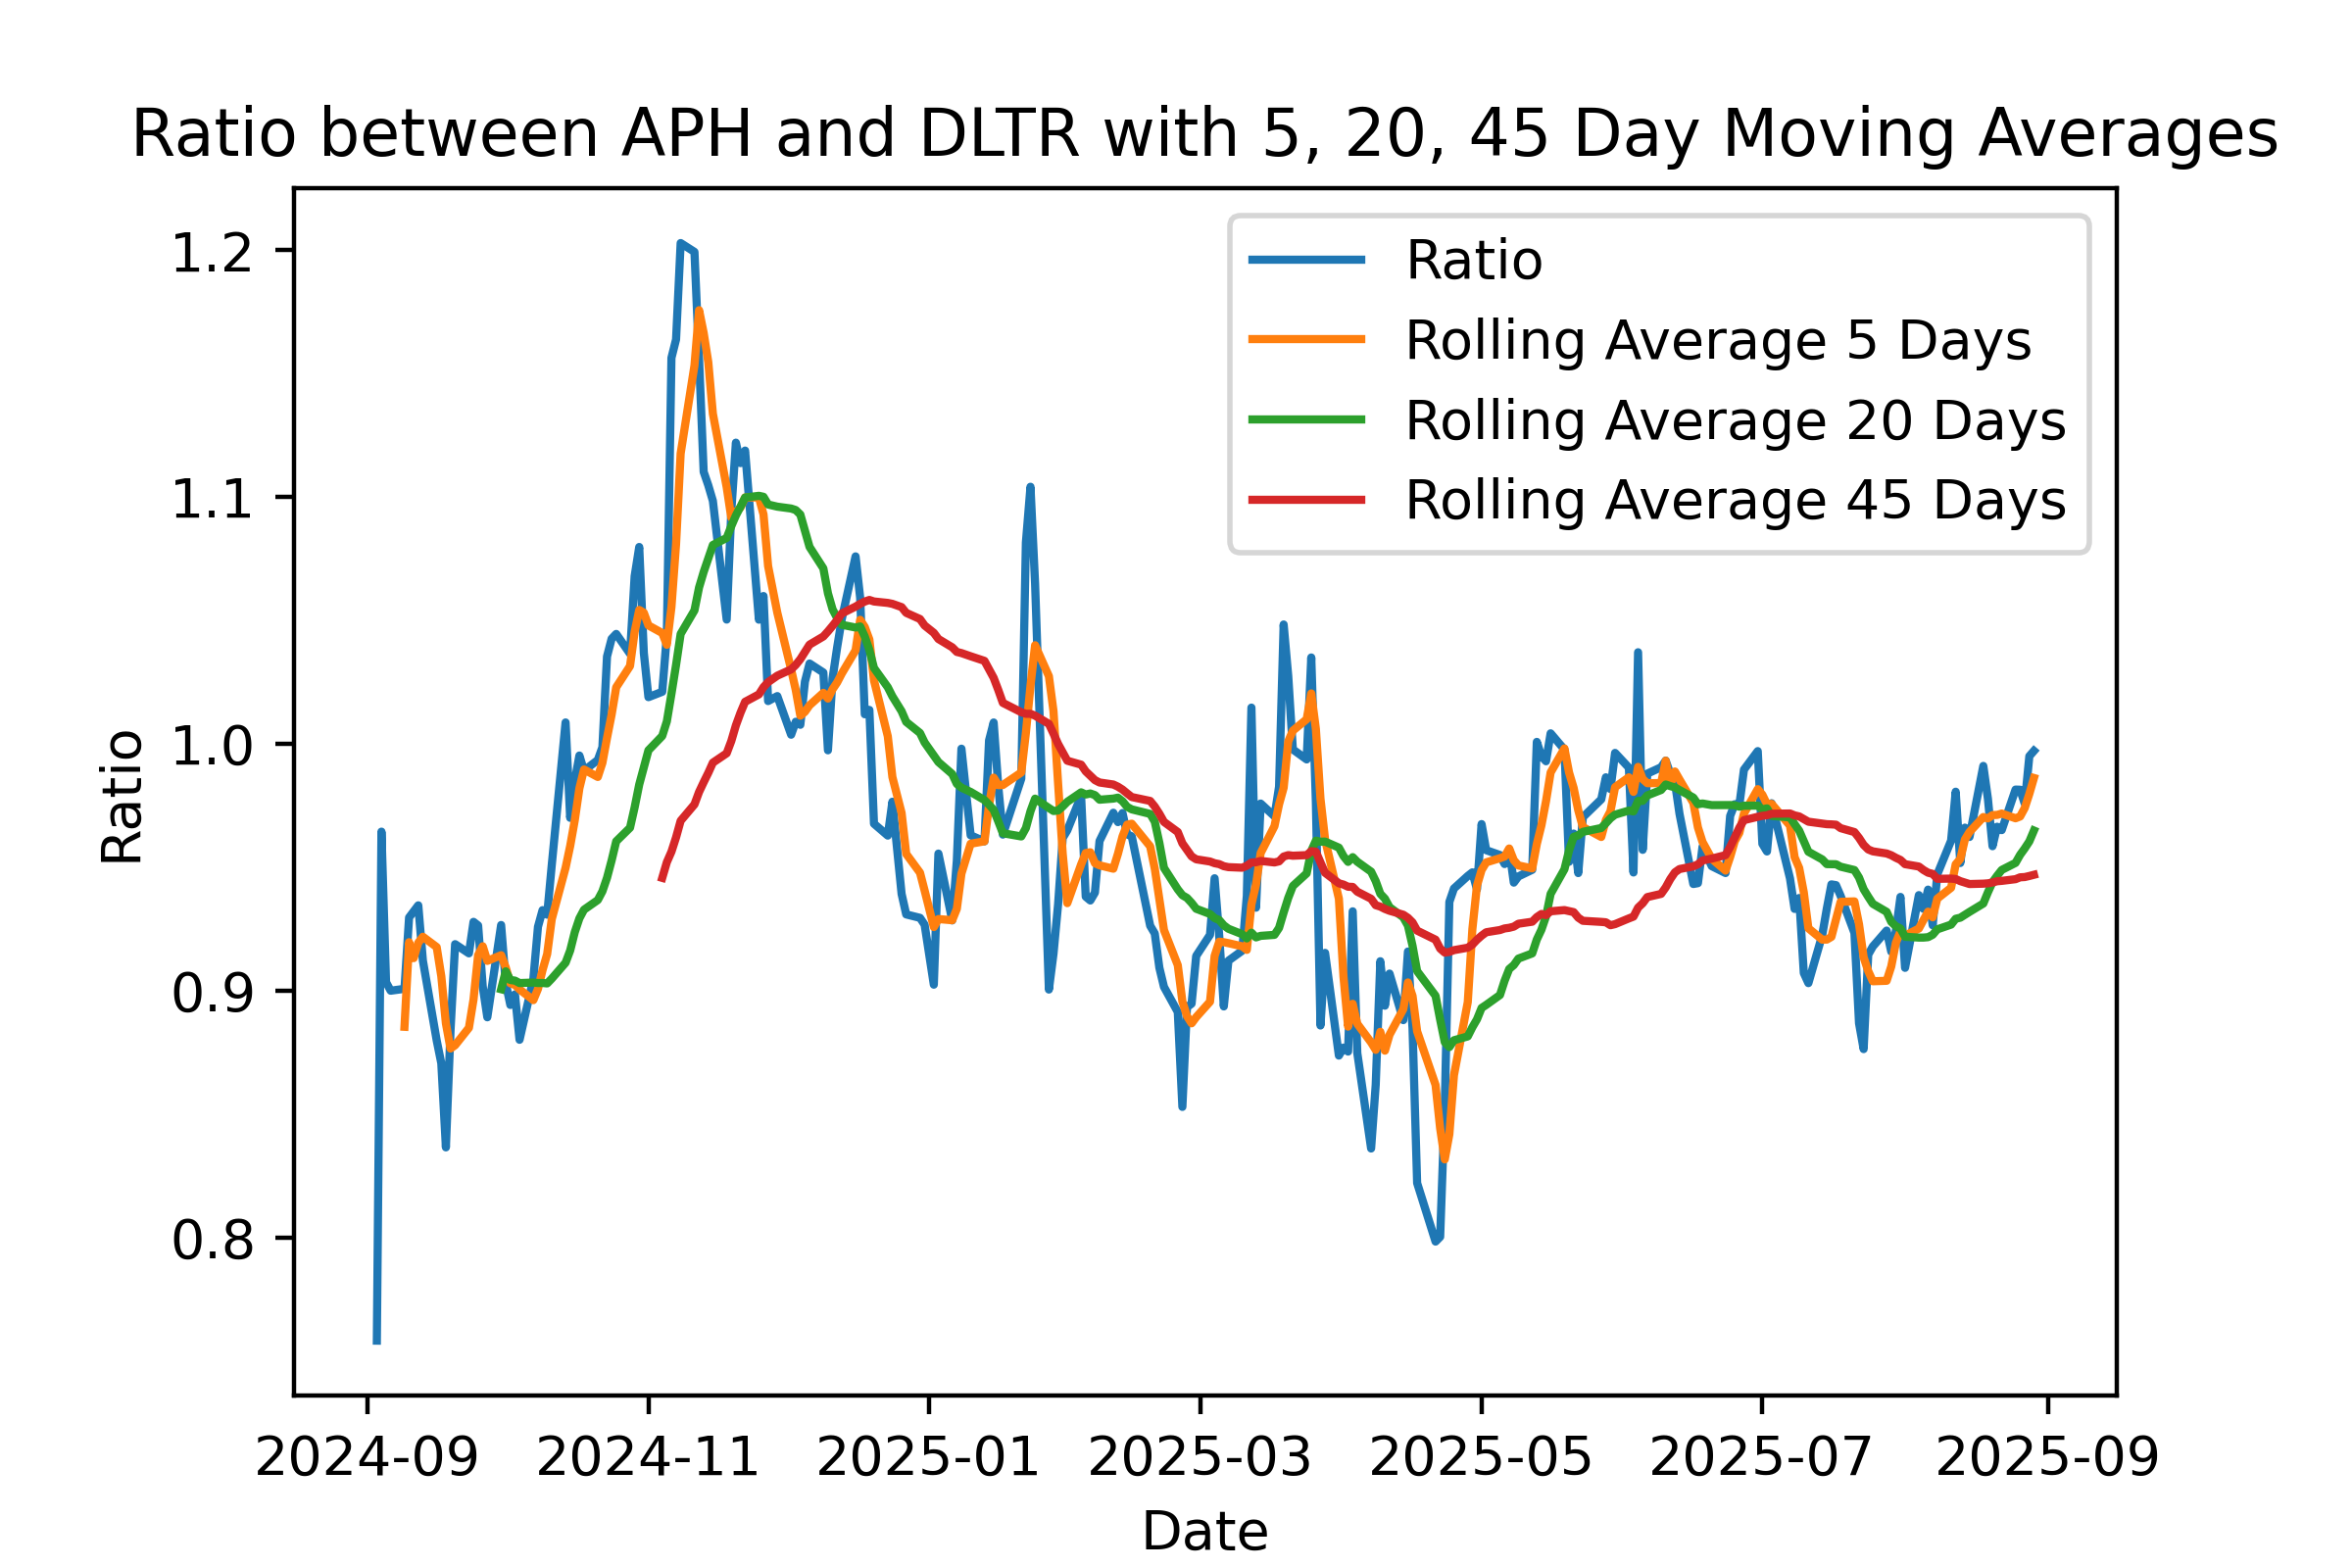 Ratio between APH and DLTR with 5, 20, 45 Day Moving Averages
Ratio
Rolling Average 5 Days
Rolling Average 20 Days
Rolling Average 45 Days
1.2
1.1
1.0
0.9
0.8
Ratio
2024-09 2024-11 2025-01 2025-03 2025-05 2025-07 2025-09
Date